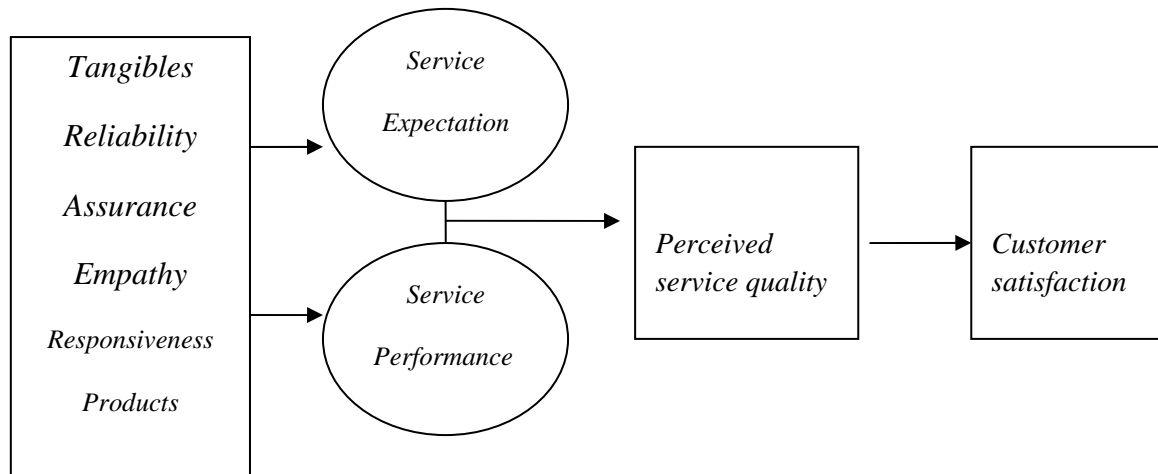 Tangibles
Reliability
Assurance
Empathy
Responsiveness
Products
Service
Expectation
Service
Performance
Perceived
service quality
Customer
satisfaction